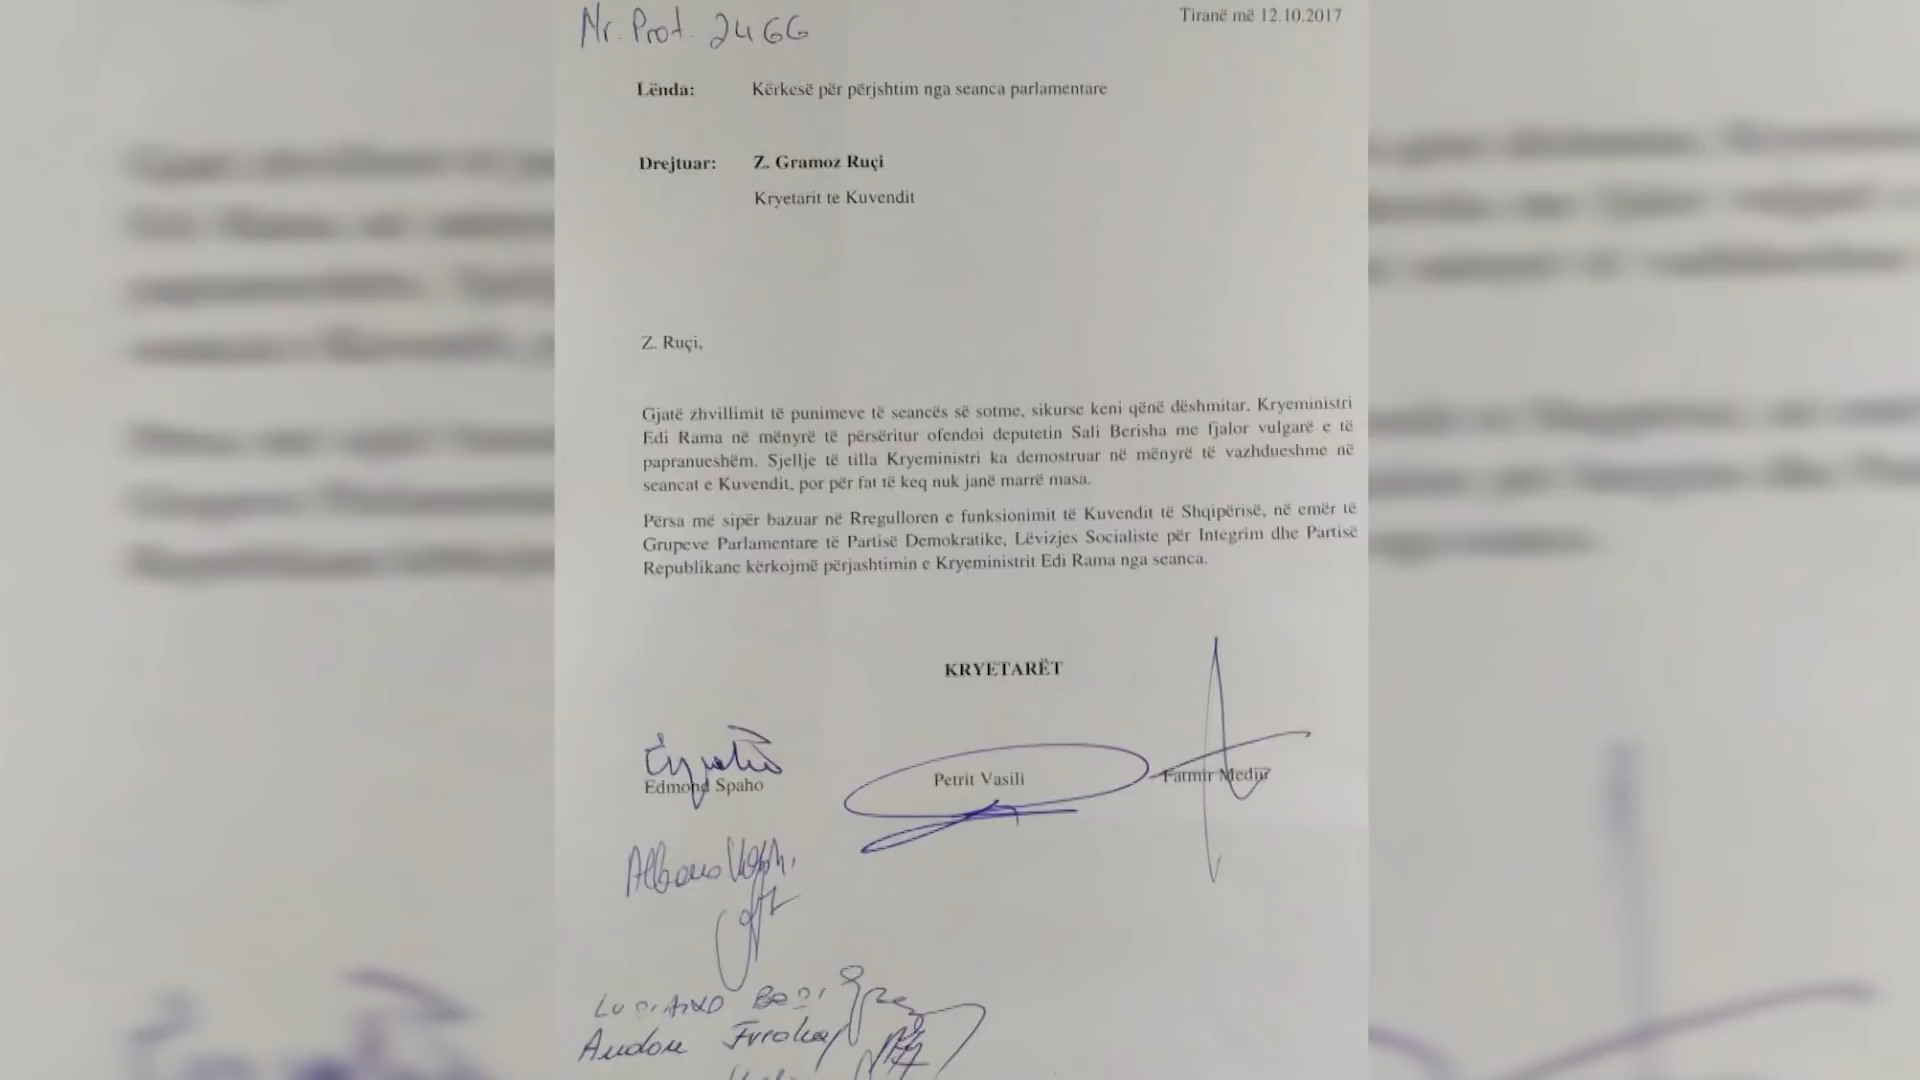 Nr. Prot. 2466
Tiranë më 12.10.2017
Lënda: Kërkesë për përjshtim nga seanca parlamentare
Drejtuar: Z. Gramoz Ruçi
Kryetarit te Kuvendit
Z. Ruçi,
Gjatë zhvillimit të punimeve të seancës së sotme, sikurse keni qënë dëshmitar, Kryeministri
Edi Rama në mënyrë të përsëritur ofendoi deputetin Sali Berisha me fjalor vulgarë e të
papranueshëm. Sjellje të tilla Kryeministri ka demostruar në mënyrë të vazhdueshme në
seancat e Kuvendit, por për fat të keq nuk janë marrë masa.
Përsa më sipër bazuar në Rregulloren e funksionimit të Kuvendit të Shqipërisë, në emër të
Grupeve Parlamentare të Partisë Demokratike, Lëvizjes Socialiste për Integrim dhe Partisë
Republikane kërkojmë përjashtimin e Kryeministrit Edi Rama nga seanca.
KRYETARËT
Edmond Spaho Petrit Vasili Fatmir Mediu
Albana
Andon